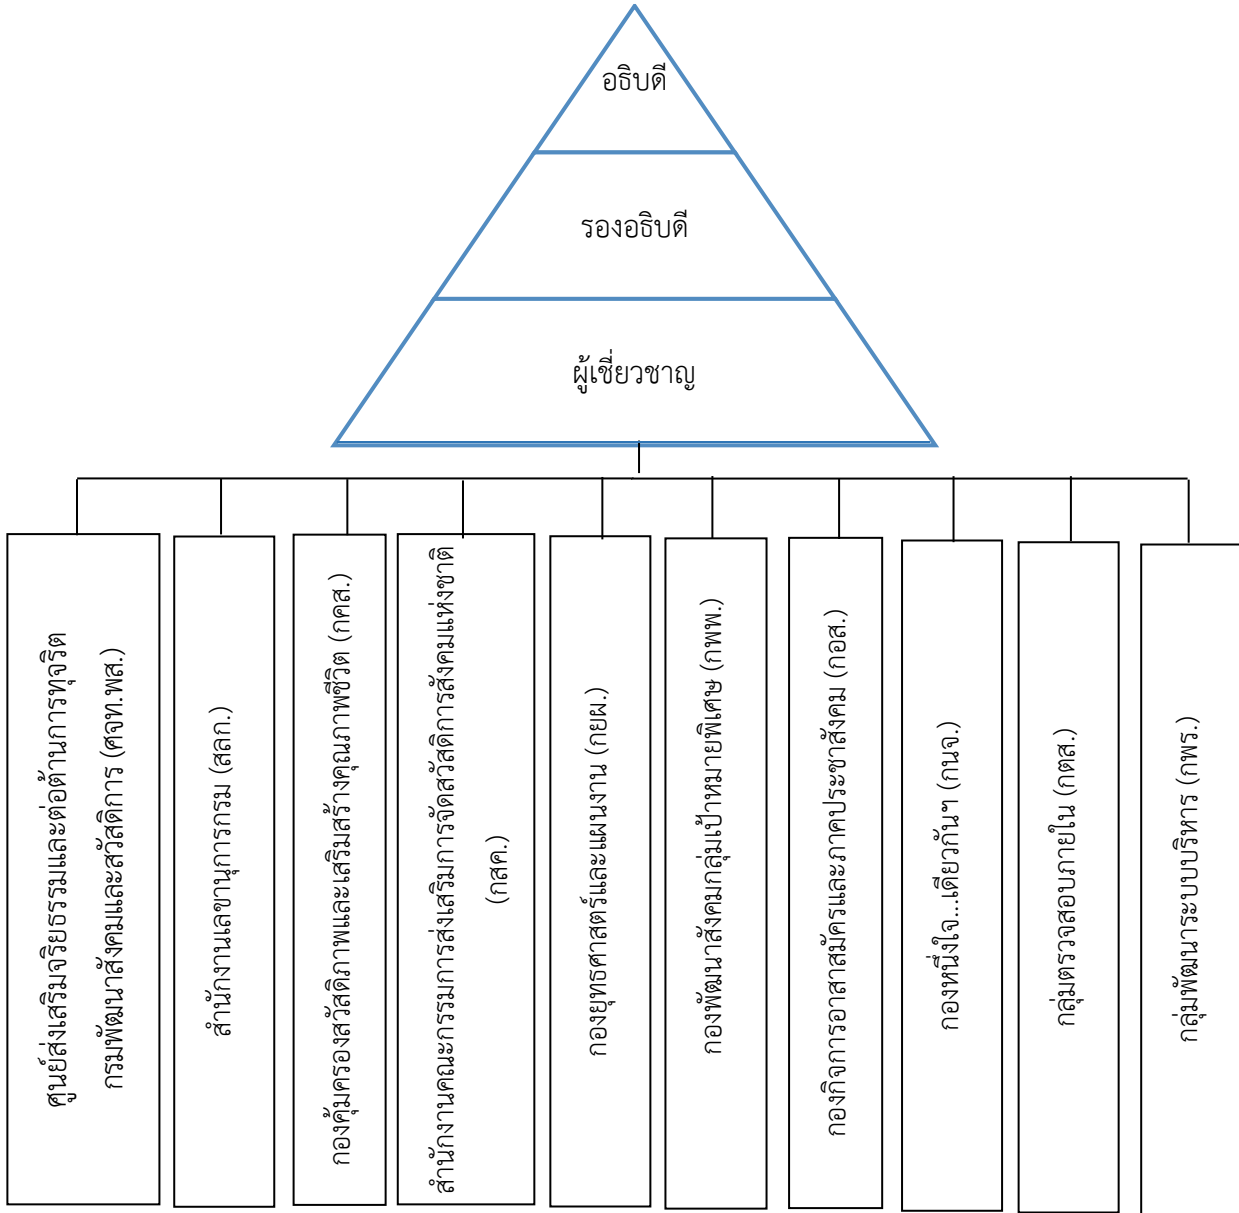 อธิบดี
รองอธิบดี
ผู้เชี่ยวชาญ
ศูนย์ส่งเสริมจริยธรรมและต่อต้านการทุจริต
กรมพัฒนาสังคมและสวัสดิการ (ศจท.พส.)
สำนักงานเลขานุการกรม (สลก.)
กองคุ้มครองสวัสดิภาพและเสริมสร้างคุณภาพชีวิต (กคส.)
สำนักงานคณะกรรมการส่งเสริมการจัดสวัสดิการสังคมแห่งชาติ
(กสค.)
กองยุทธศาสตร์และแผนงาน (กยผ.)
กองพัฒนาสังคมกลุ่มเป้าหมายพิเศษ (กพพ.)
กองกิจการอาสาสมัครและภาคประชาสังคม (กอส.)
กองหนึ่งใจ...เดียวกันฯ (กนจ.)
กลุ่มตรวจสอบภายใน (กตส.)
กลุ่มพัฒนาระบบบริหาร (กพร.)